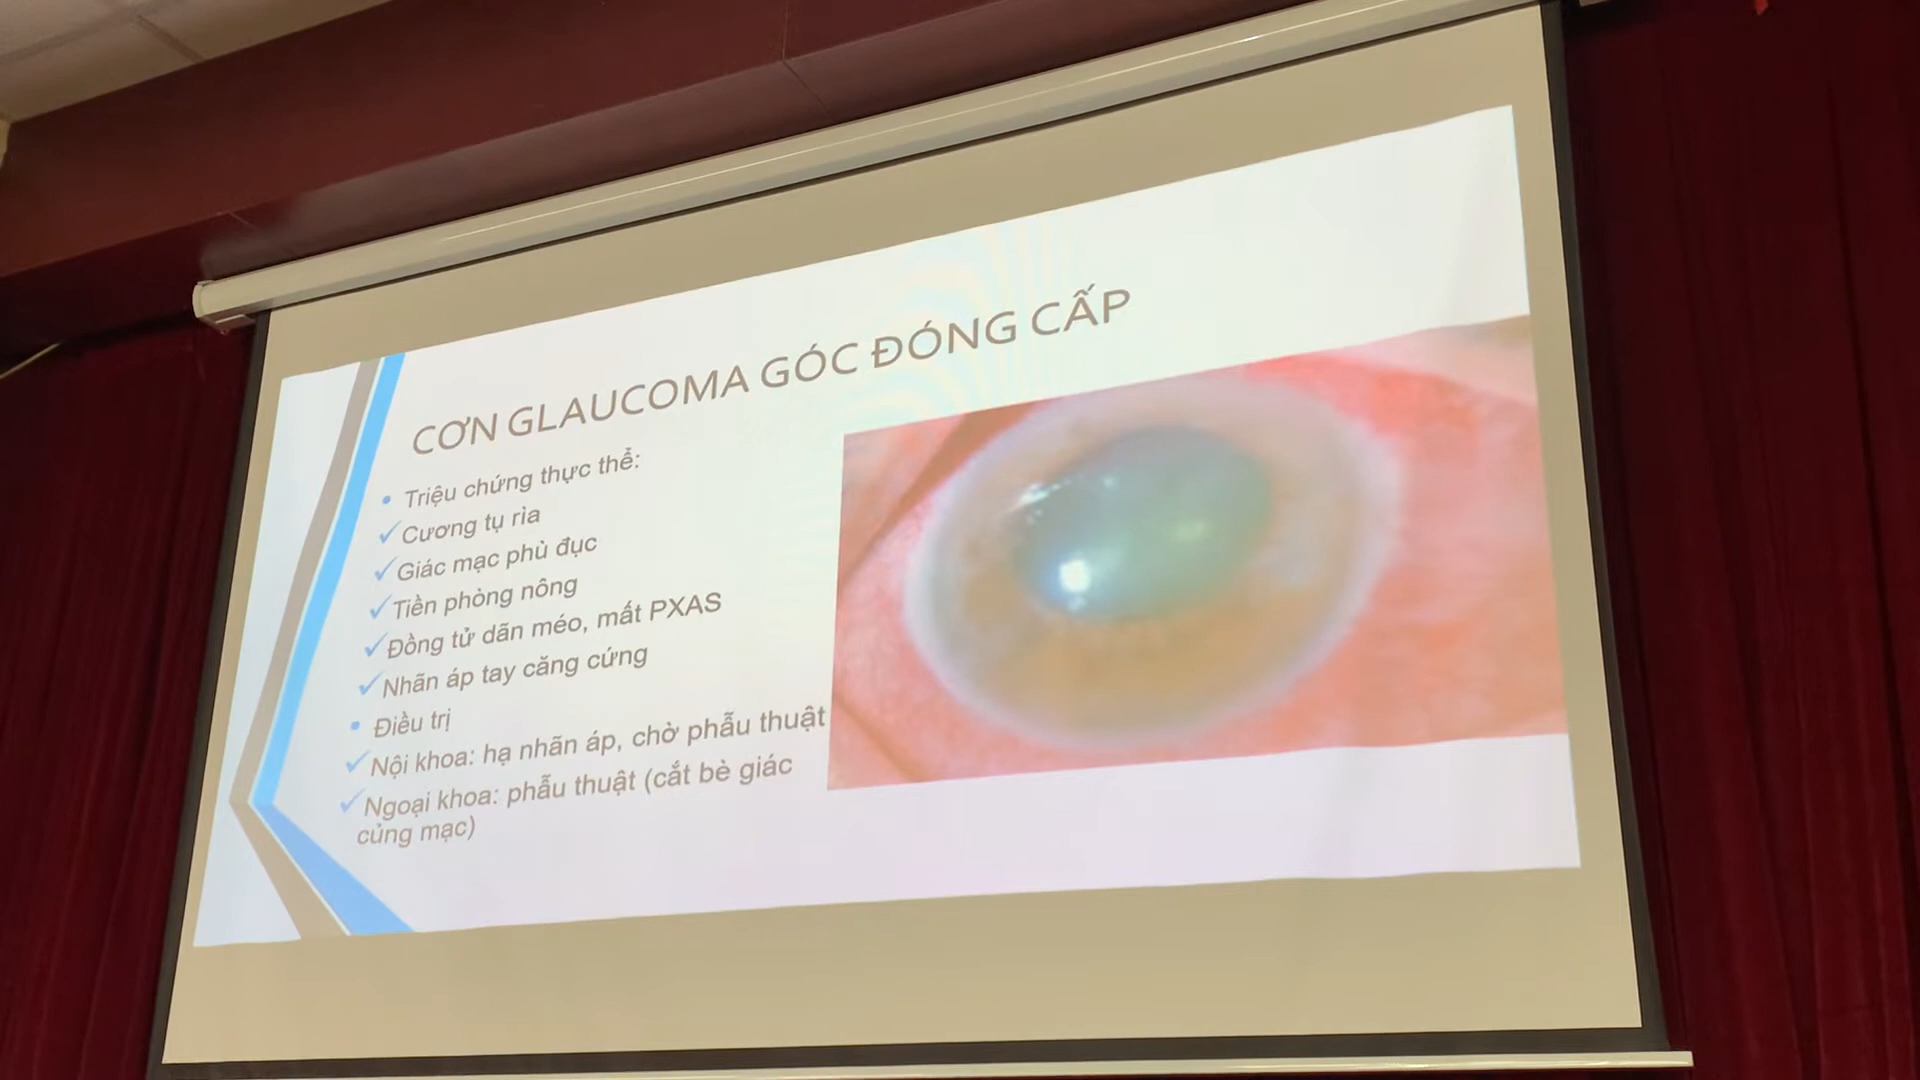 CƠN GLAUCOMA GÓC ĐÓNG CẤP
• Triệu chứng thực thể:
✓Cương tụ rìa
✓Giác mạc phù đục
✓Tiền phòng nông
✓Đồng tử dãn méo, mất PXAS
✓Nhãn áp tay căng cứng
• Điều trị
✓Nội khoa: hạ nhãn áp, chờ phẫu thuật
✓Ngoại khoa: phẫu thuật (cắt bè giác
củng mạc)